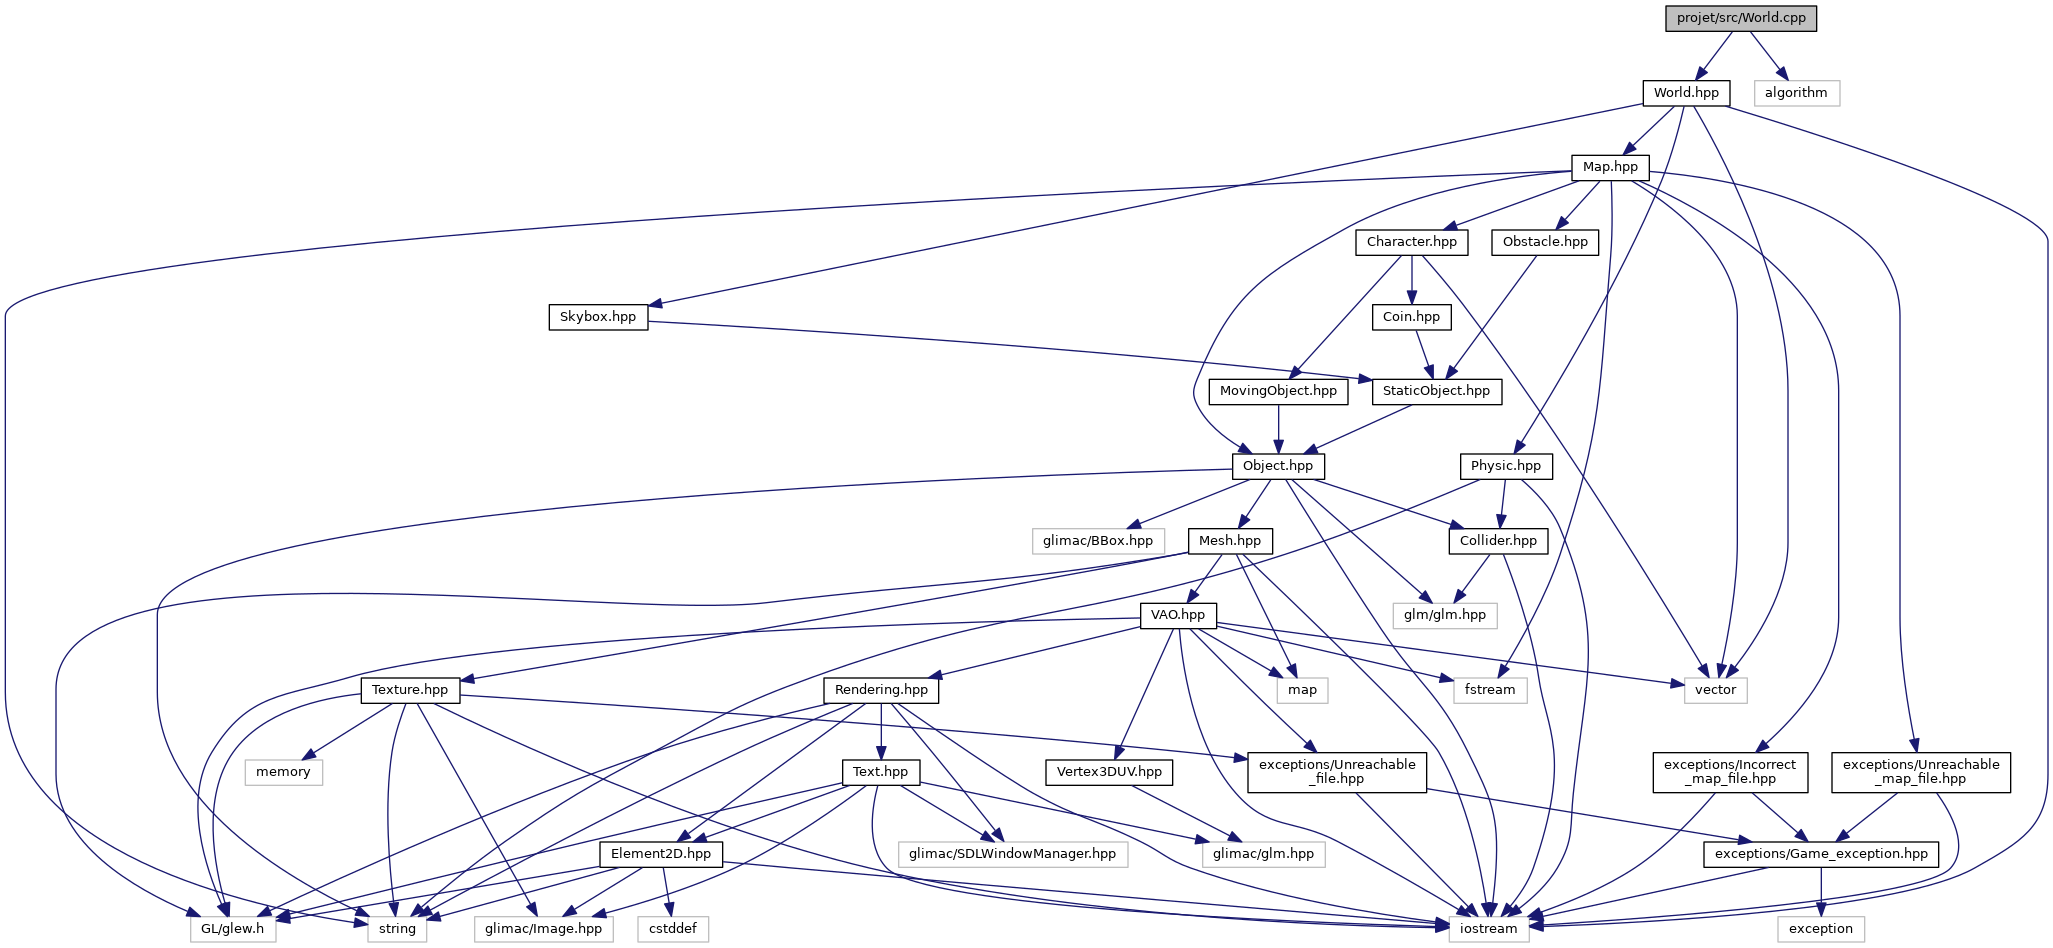 projet/src/World.cpp
World.hpp
algorithm
Map.hpp
Character.hpp
Obstacle.hpp
Skybox.hpp
Coin.hpp
MovingObject.hpp
StaticObject.hpp
Object.hpp
Physic.hpp
glimac/BBox.hpp
Mesh.hpp
Collider.hpp
VAO.hpp
glm/glm.hpp
Texture.hpp
Rendering.hpp
map
fstream
vector
memory
Text.hpp
Vertex3DUV.hpp
exceptions/Unreachable
_file.hpp
exceptions/Incorrect
_map_file.hpp
exceptions/Unreachable
_map_file.hpp
Element2D.hpp
glimac/SDLWindowManager.hpp
glimac/glm.hpp
exceptions/Game_exception.hpp
GL/glew.h
string
glimac/Image.hpp
cstddef
iostream
exception